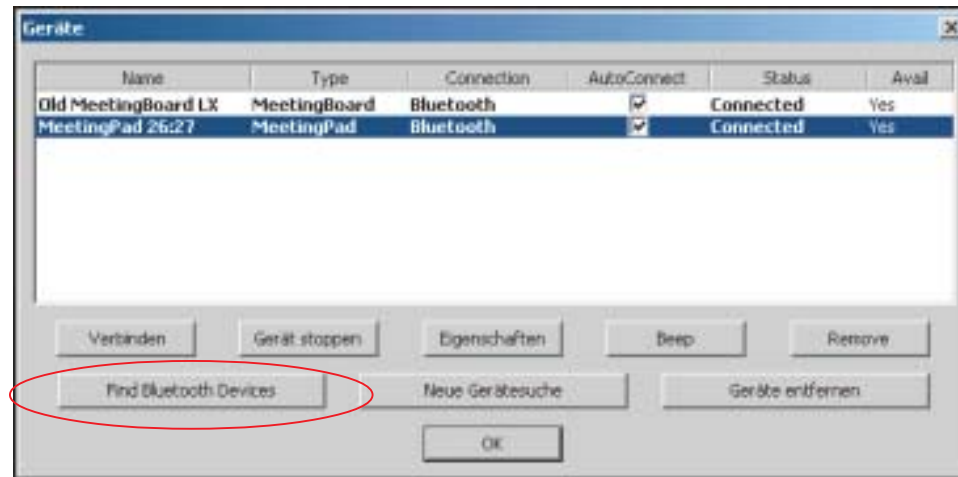 Geräte
Name Type Connection AutoConnect Status Avail
Old MeetingBoard LX MeetingBoard Bluetooth Connected Yes
MeetingPad 26:27 MeetingPad Bluetooth Connected Yes
Verbinden Gerät stoppen Eigenschaften Beep Remove
Find Bluetooth Devices Neue Gerätesuche Geräte entfernen
OK